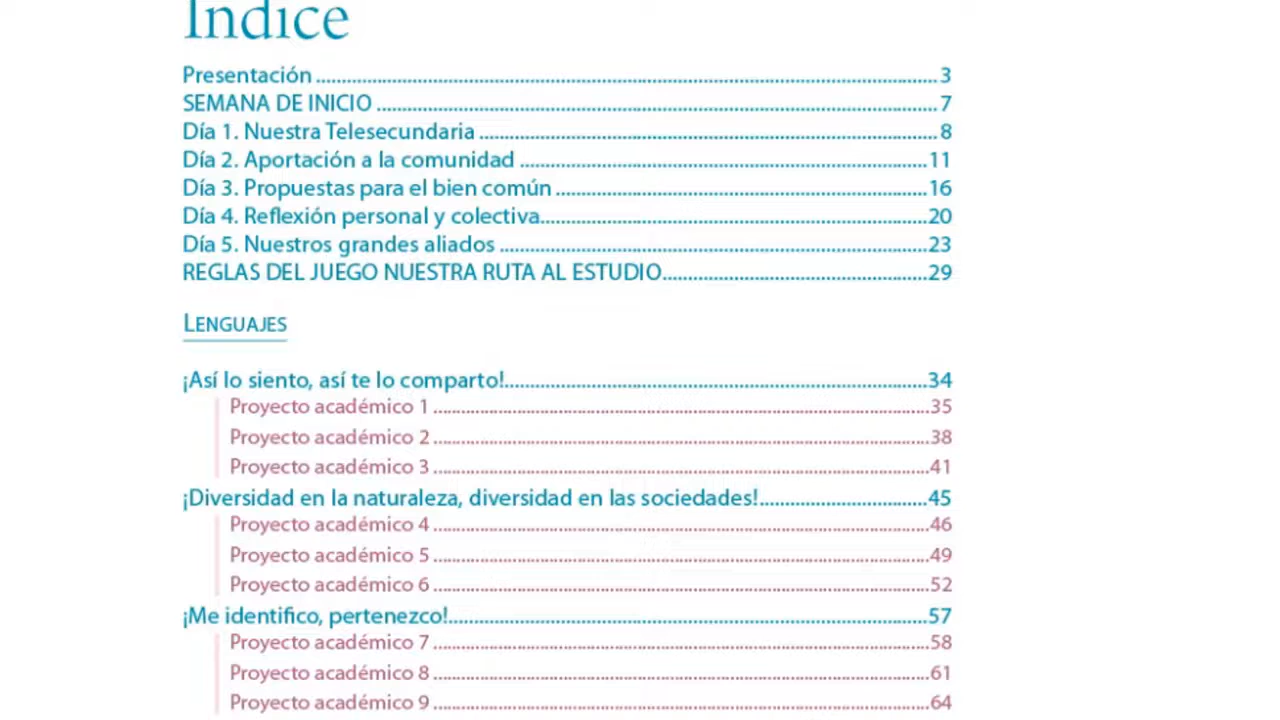 Índice
Presentación 3
SEMANA DE INICIO 7
Día 1. Nuestra Telesecundaria 8
Día 2. Aportación a la comunidad 11
Día 3. Propuestas para el bien común 16
Día 4. Reflexión personal y colectiva 20
Día 5. Nuestros grandes aliados 23
REGLAS DEL JUEGO NUESTRA RUTA AL ESTUDIO 29
LENGUAJES
¡Así lo siento, así te lo comparto! 34
Proyecto académico 1 35
Proyecto académico 2 38
Proyecto académico 3 41
¡Diversidad en la naturaleza, diversidad en las sociedades! 45
Proyecto académico 4 46
Proyecto académico 5 49
Proyecto académico 6 52
¡Me identifico, pertenezco! 57
Proyecto académico 7 58
Proyecto académico 8 61
Proyecto académico 9 64